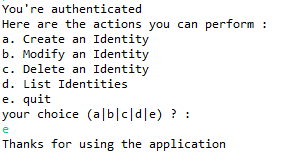 You're authenticated
Here are the actions you can perform :
a. Create an Identity
b. Modify an Identity
c. Delete an Identity
d. List Identities
e. quit
your choice (a|b|c|d|e) ? :
e
Thanks for using the application